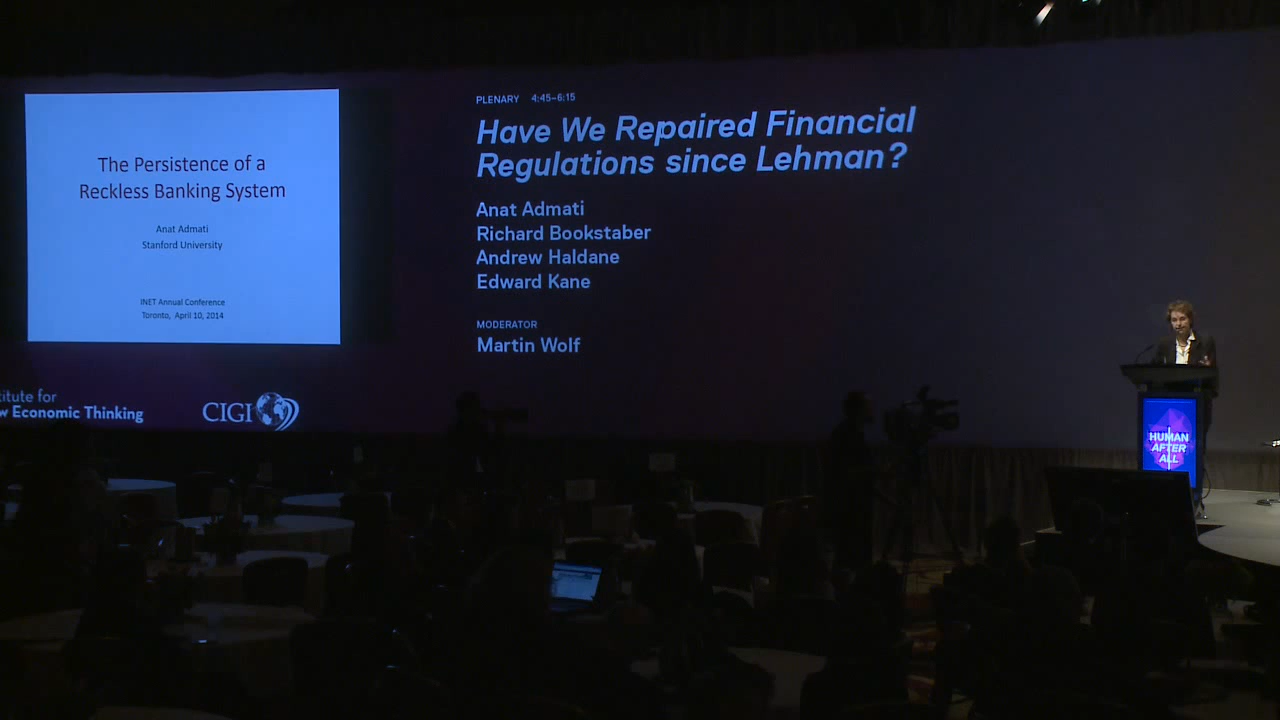 The Persistence of a
Reckless Banking System
Anat Admati
Stanford University
INET Annual Conference
Toronto, April 10, 2014
PLENARY 4:45–6:15
Have We Repaired Financial
Regulations since Lehman?
Anat Admati
Richard Bookstaber
Andrew Haldane
Edward Kane
MODERATOR
Martin Wolf
titute for
w Economic Thinking
CIGI
HUMAN
AFTER
ALL